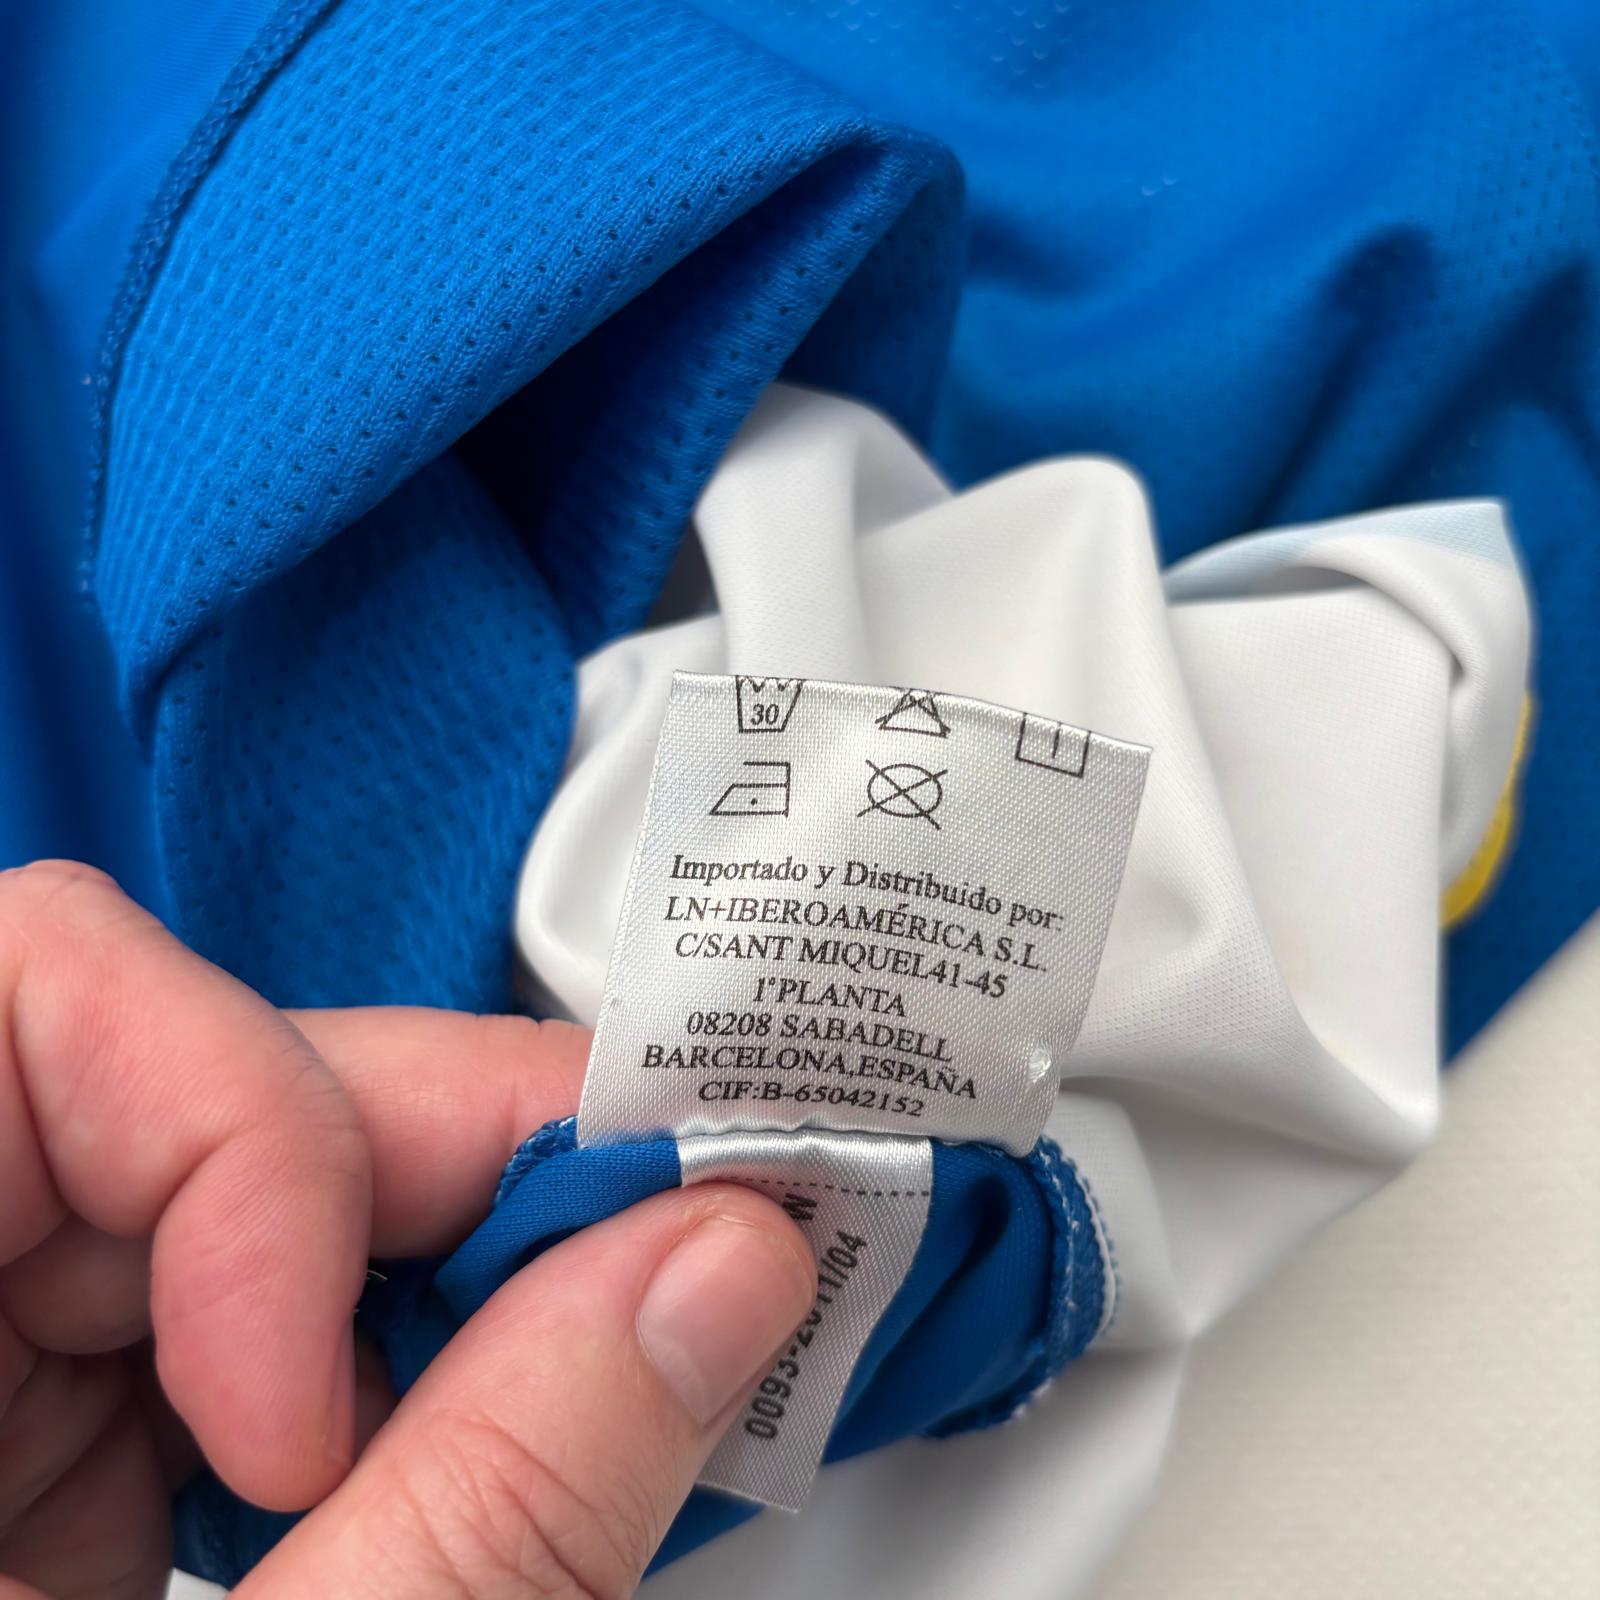 30
Importado y Distribuido por:
LN+IBEROAMÉRICA S.L.
C/SANT MIQUEL41-45
1ªPLANTA
08208 SABADELL
BARCELONA,ESPAÑA
CIF:B-65042152